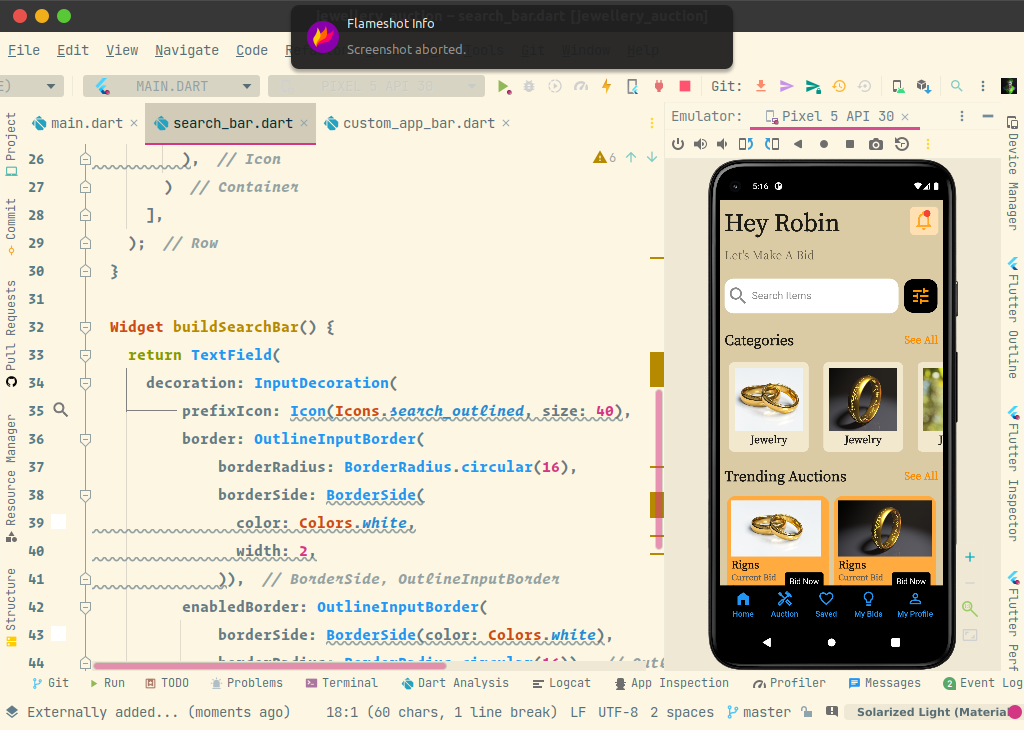 jewellery_auction – search_bar.dart [jewellery_auction]
Flameshot Info
Screenshot aborted.
File Edit View Navigate Code
Git Window Help
MAIN.DART
PIXEL 5 API 30
Git:
main.dart
search_bar.dart
custom_app_bar.dart
Emulator:
Pixel 5 API 30
6
26 ), // Icon
27 ) // Container
28 ],
29 ); // Row
30 }
31
32 Widget buildSearchBar() {
33 return TextField(
34 decoration: InputDecoration(
35 prefixIcon: Icon(Icons.search_outlined, size: 40),
36 border: OutlineInputBorder(
37 borderRadius: BorderRadius.circular(16),
38 borderSide: BorderSide(
39 color: Colors.white,
40 width: 2,
41 )), // BorderSide, OutlineInputBorder
42 enabledBorder: OutlineInputBorder(
43 borderSide: BorderSide(color: Colors.white),
44
Project
Commit
Pull Requests
Resource Manager
Structure
5:16
Hey Robin
Let's Make A Bid
Search Items
Categories
See All
Jewelry
Jewelry
J
Trending Auctions
See All
Rigns
Current Bid
Bid Now
Rigns
Current Bid
Bid Now
Home
Auction
Saved
My Bids
My Profile
Device Manager
Flutter Outline
Flutter Inspector
Flutter Perf
Git
Run
TODO
Problems
Terminal
Dart Analysis
Logcat
App Inspection
Profiler
Messages
2 Event Log
Externally added... (moments ago)
18:1 (60 chars, 1 line break)
LF
UTF-8
2 spaces
master
Solarized Light (Material